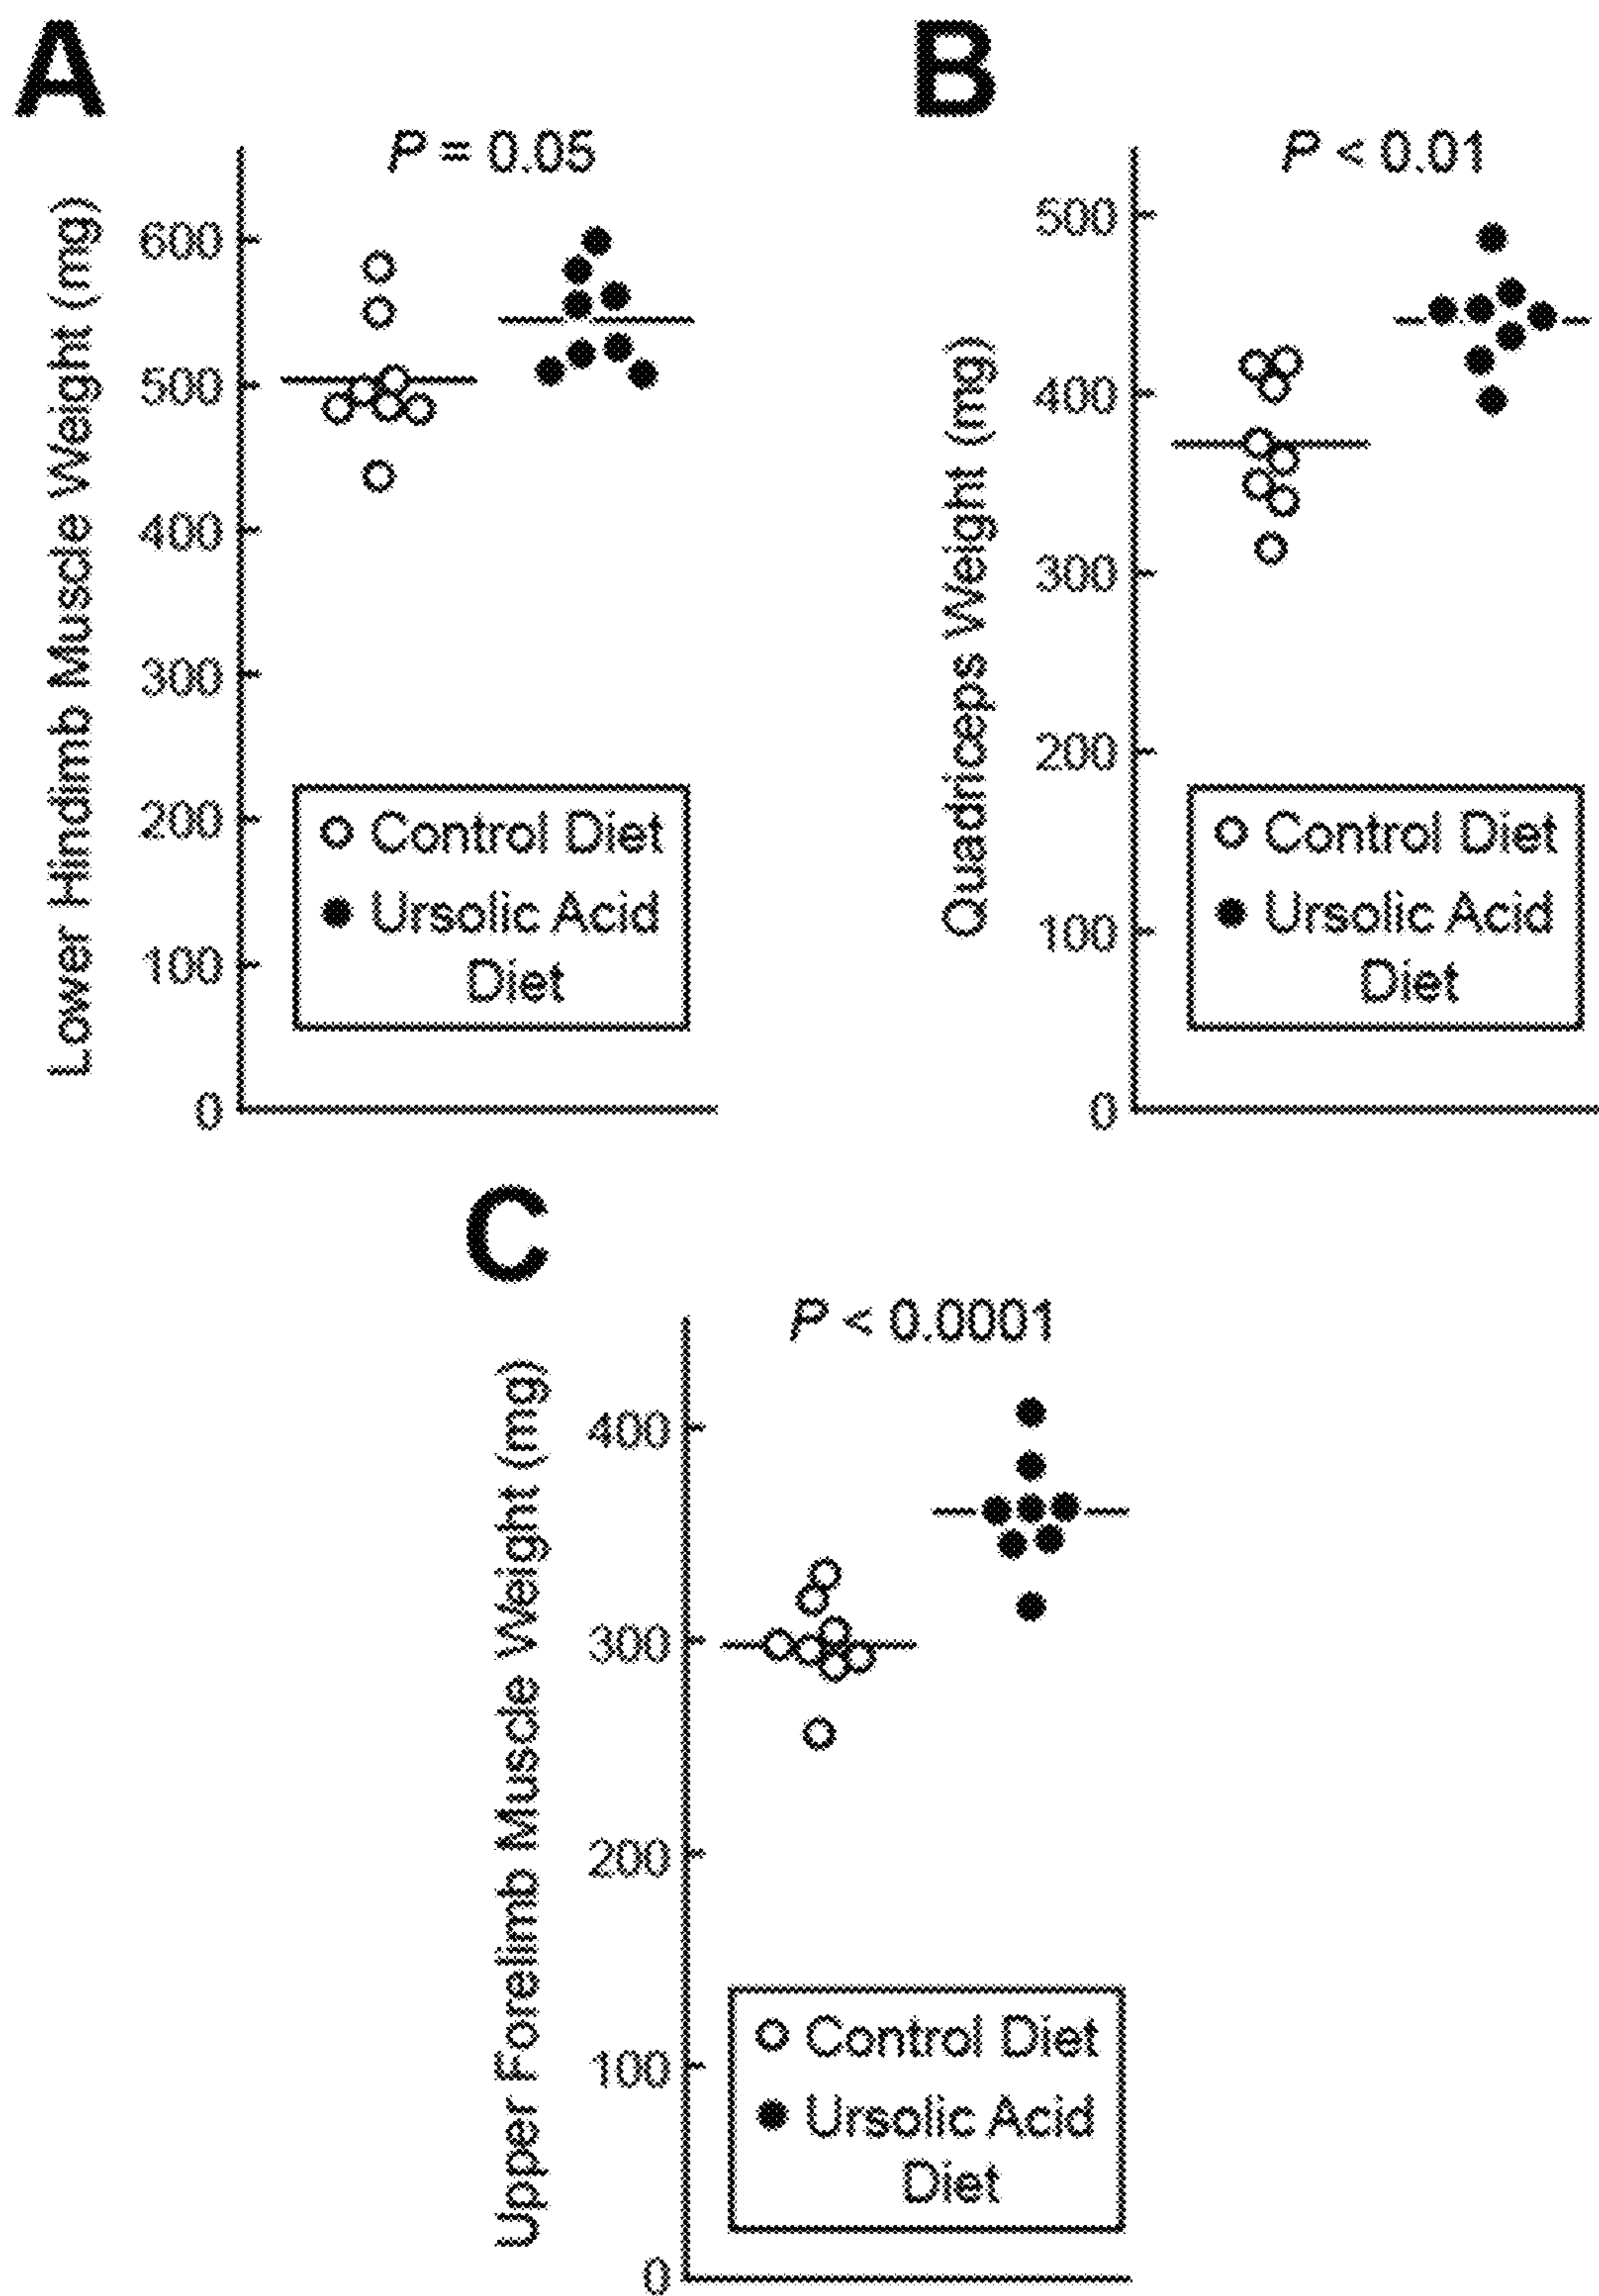 A
P = 0.05
Lower Hindimb Muscle Weight (mg)
600
500
400
300
200
100
0
Control Diet
Ursolic Acid
Diet
B
P < 0.01
Quadriceps Weight (mg)
500
400
300
200
100
0
Control Diet
Ursolic Acid
Diet
C
P < 0.0001
Upper Forelimb Muscle Weight (mg)
400
300
200
100
0
Control Diet
Ursolic Acid
Diet